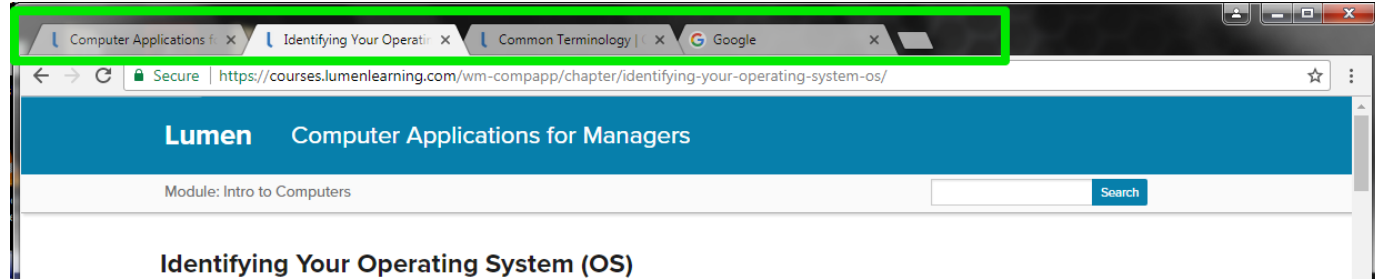 Computer Applications f
Identifying Your Operatin
Common Terminology |
Google
Secure
https://courses.lumenlearning.com/wm-compapp/chapter/identifying-your-operating-system-os/
Lumen
Computer Applications for Managers
Module: Intro to Computers
Search
Identifying Your Operating System (OS)